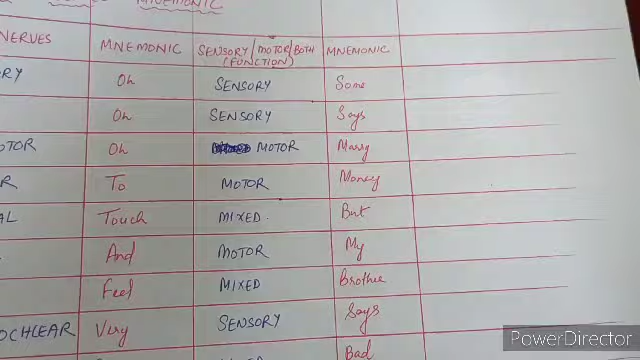 MNEMONIC
NERVES MNEMONIC SENSORY/MOTOR/BOTH MNEMONIC
(FUNCTION)
RY Oh SENSORY Some
Oh SENSORY Says
OTOR Oh MOTOR Marry
R To MOTOR Money
AL Touch MIXED. But
And MOTOR My
Feel MIXED Brother
OCHLEAR Very SENSORY Says
Bad
PowerDirector